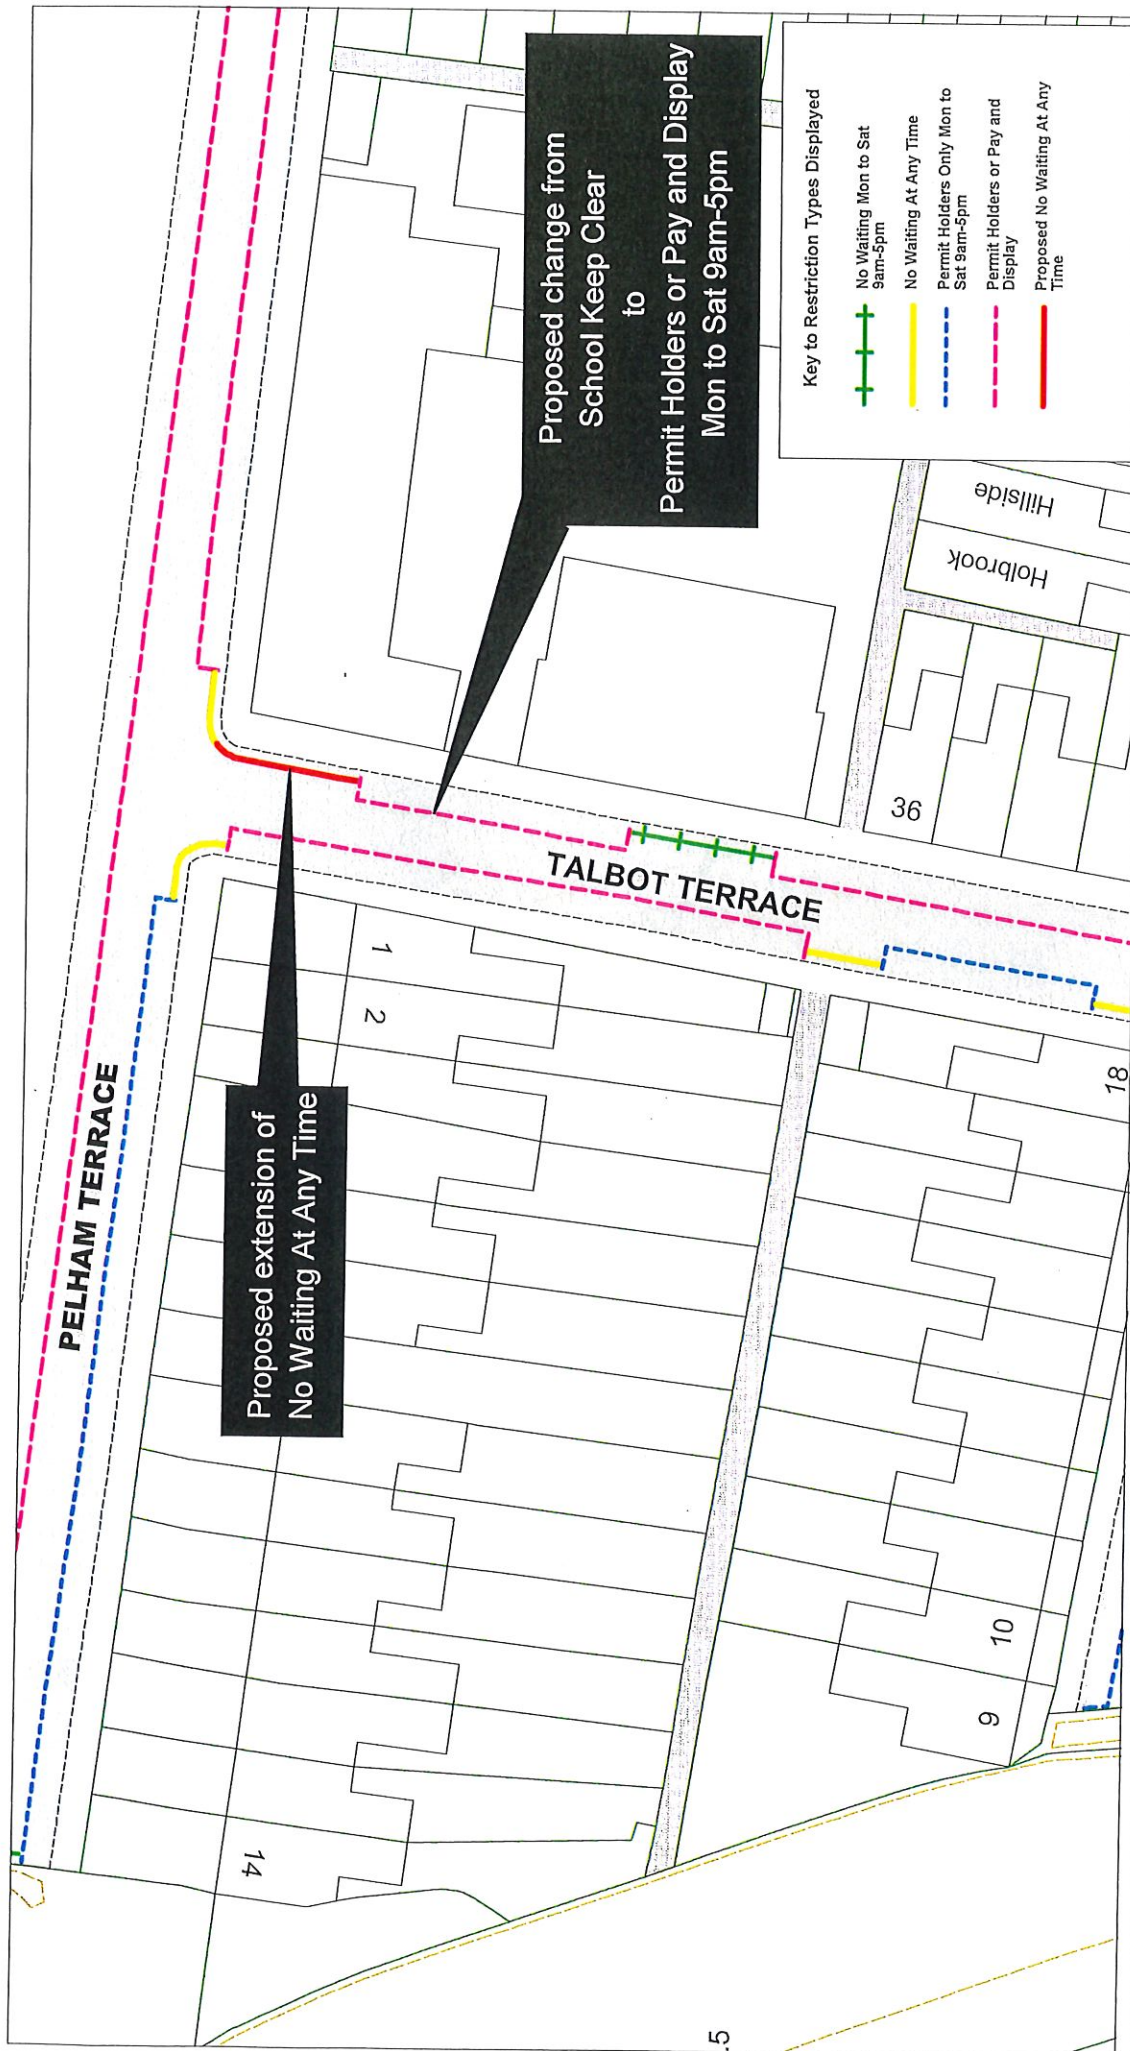 PELHAM TERRACE
TALBOT TERRACE
Proposed extension of
No Waiting At Any Time
Proposed change from
School Keep Clear
to
Permit Holders or Pay and Display
Mon to Sat 9am-5pm
Key to Restriction Types Displayed
No Waiting Mon to Sat
9am-5pm
No Waiting At Any Time
Permit Holders Only Mon to
Sat 9am-5pm
Permit Holders or Pay and
Display
Proposed No Waiting At Any
Time
Hillside
Holbrook
36
1
2
14
18
10
9
.5